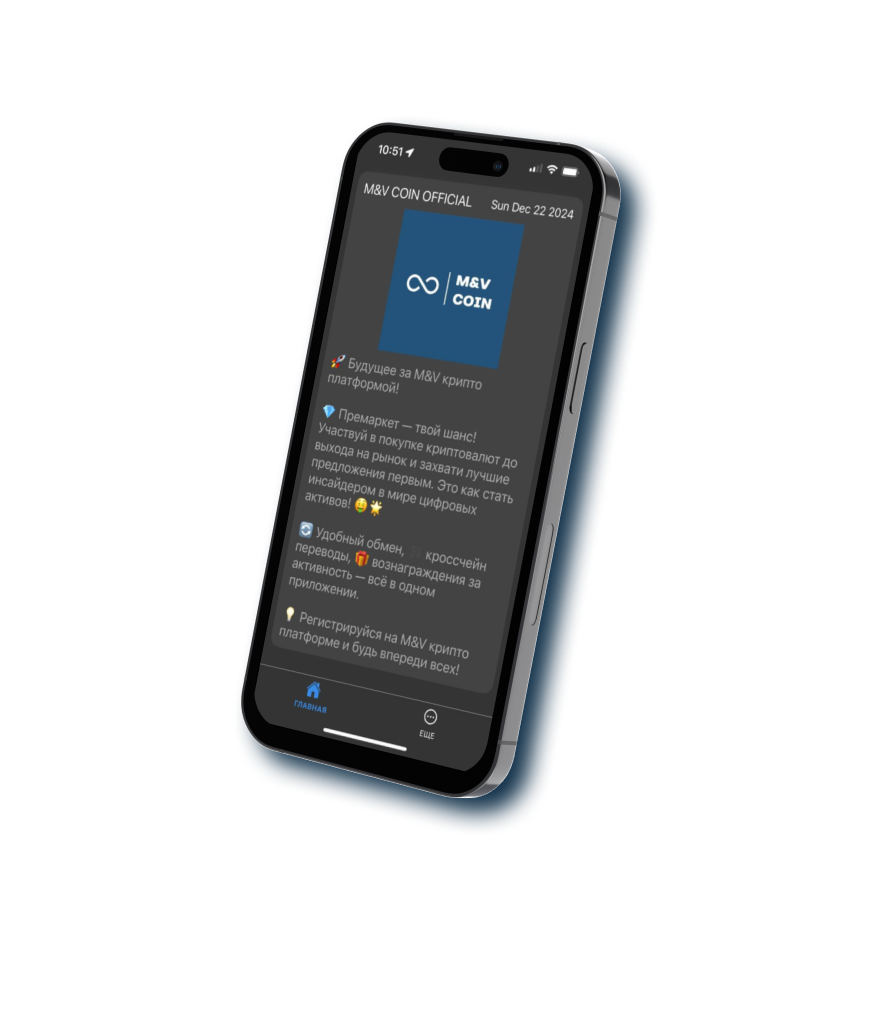 10:51
M&V COIN OFFICIAL
Sun Dec 22 2024
M&V
COIN
🚀 Будущее за M&V крипто
платформой!
💎 Премаркет — твой шанс!
Участвуй в покупке криптовалют до
выхода на рынок и захвати лучшие
предложения первым. Это как стать
инсайдером в мире цифровых
активов! 🤑🌟
🔄 Удобный обмен, кроссчейн
переводы, 🎁 вознаграждения за
активность — всё в одном
приложении.
💡 Регистрируйся на M&V крипто
платформе и будь впереди всех!
ГЛАВНАЯ
ЕЩЕ